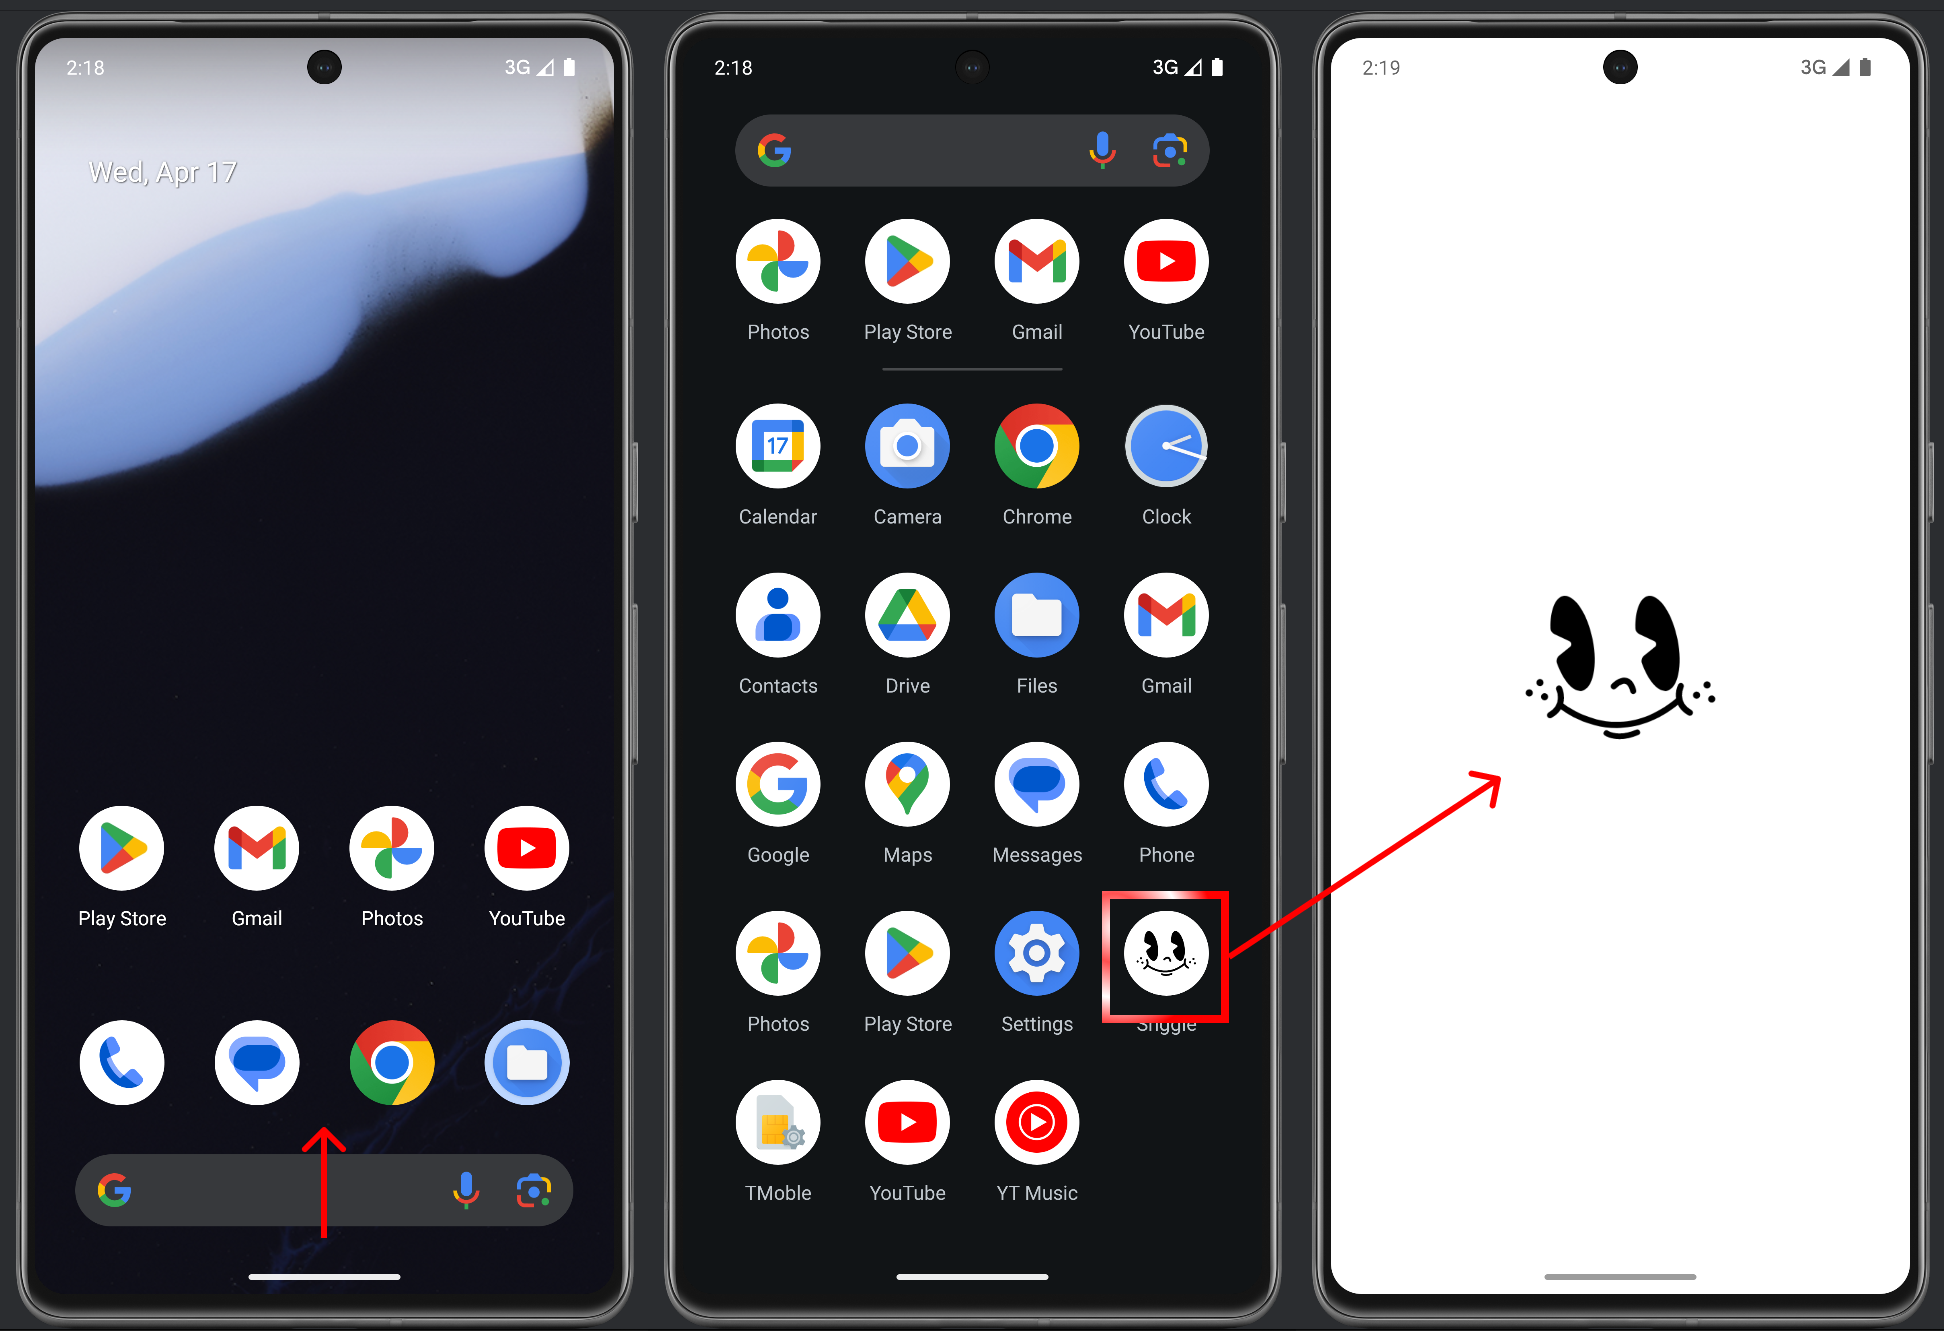 2:18
3G
Wed, Apr 17
Play Store
Gmail
Photos
YouTube
2:18
3G
Photos
Play Store
Gmail
YouTube
17
Calendar
Camera
Chrome
Clock
Contacts
Drive
Files
Gmail
Google
Maps
Messages
Phone
Photos
Play Store
Settings
TMoble
YouTube
YT Music
2:19
3G